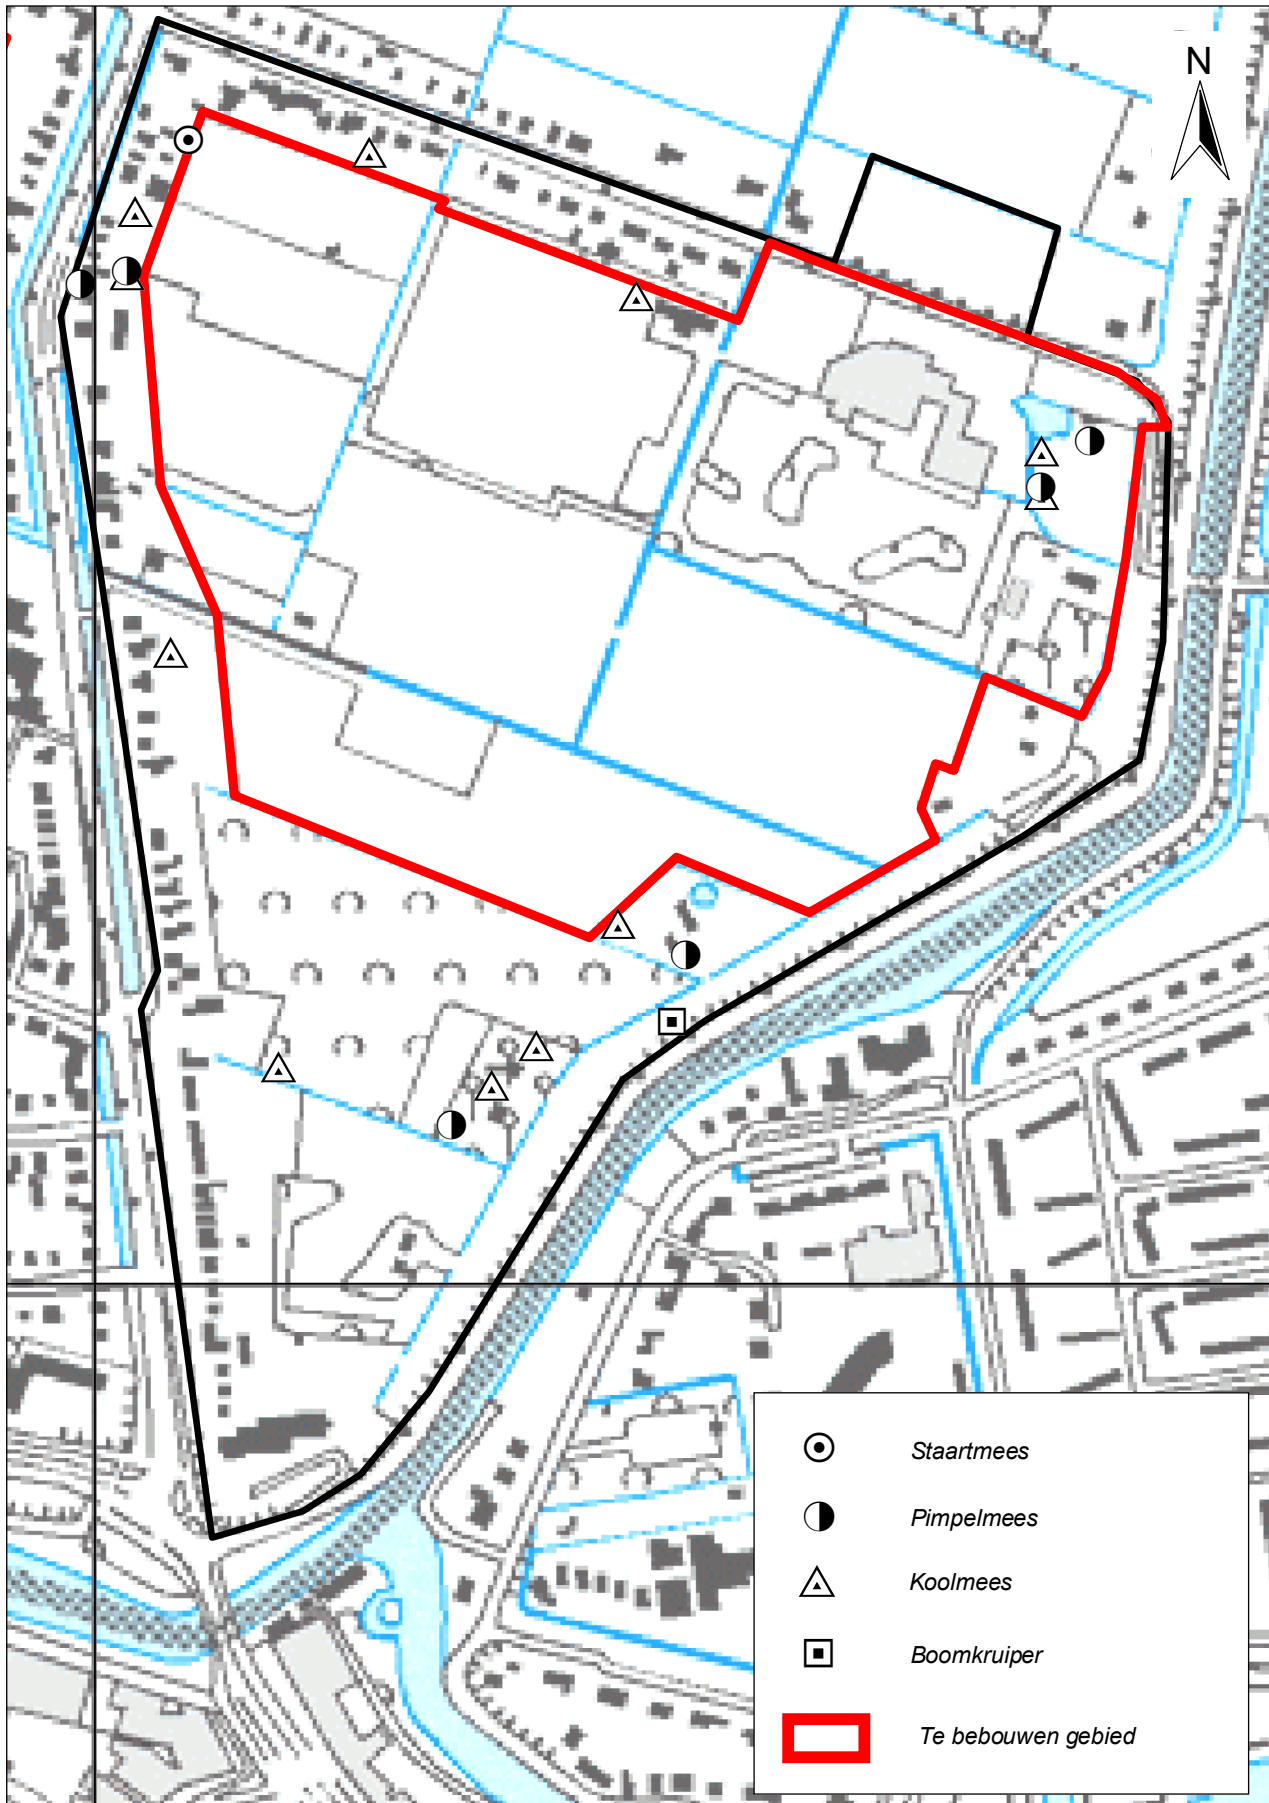 N
Staartmees
Pimpelmees
Koolmees
Boomkruiper
Te bebouwen gebied